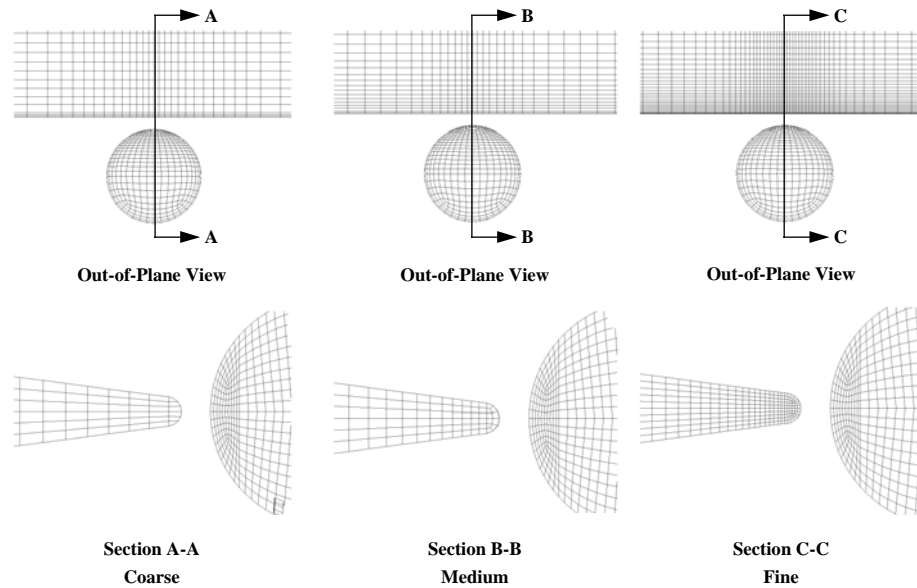 A B C
A B C
Out-of-Plane View Out-of-Plane View Out-of-Plane View
Section A-A Section B-B Section C-C
Coarse Medium Fine